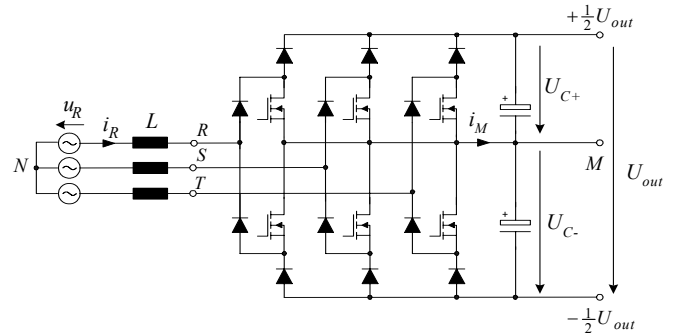 +½U_out
u_R
i_R
L
R
S
T
N
+
U_C+
i_M
M
U_out
+
U_C-
−½U_out